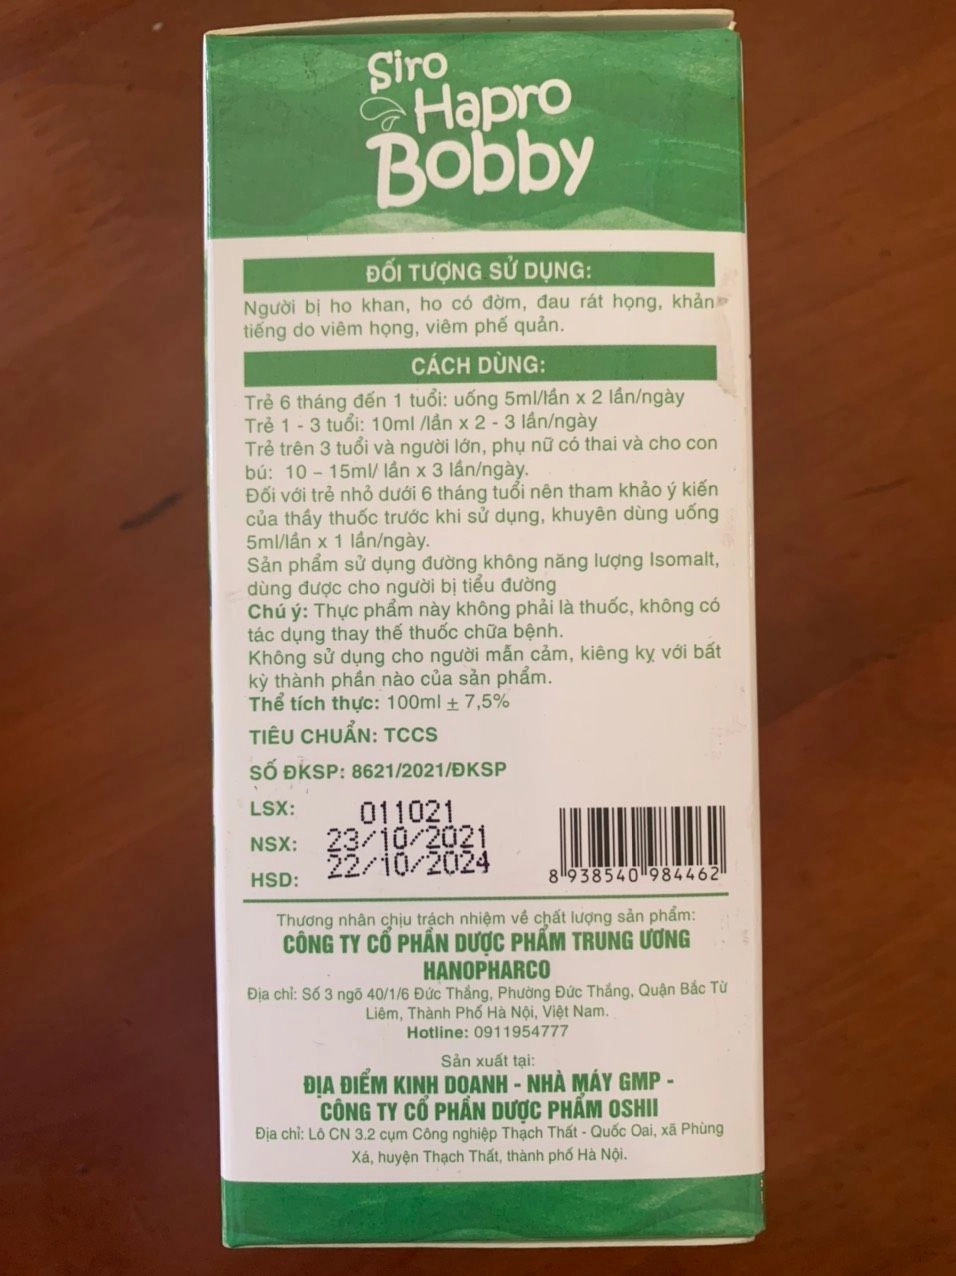 Siro
Hapro
Bobby
ĐỐI TƯỢNG SỬ DỤNG:
Người bị ho khan, ho có đờm, đau rát họng, khản
tiếng do viêm họng, viêm phế quản.
CÁCH DÙNG:
Trẻ 6 tháng đến 1 tuổi: uống 5ml/lần x 2 lần/ngày
Trẻ 1 - 3 tuổi: 10ml /lần x 2 - 3 lần/ngày
Trẻ trên 3 tuổi và người lớn, phụ nữ có thai và cho con
bú: 10 – 15ml/ lần x 3 lần/ngày.
Đối với trẻ nhỏ dưới 6 tháng tuổi nên tham khảo ý kiến
của thầy thuốc trước khi sử dụng, khuyên dùng uống
5ml/lần x 1 lần/ngày.
Sản phẩm sử dụng đường không năng lượng Isomalt,
dùng được cho người bị tiểu đường
Chú ý: Thực phẩm này không phải là thuốc, không có
tác dụng thay thế thuốc chữa bệnh.
Không sử dụng cho người mẫn cảm, kiêng kỵ với bất
kỳ thành phần nào của sản phẩm.
Thể tích thực: 100ml ± 7,5%
TIÊU CHUẨN: TCCS
SỐ ĐKSP: 8621/2021/ĐKSP
LSX: 011021
NSX: 23/10/2021
HSD: 22/10/2024
8 938540 984462
Thương nhân chịu trách nhiệm về chất lượng sản phẩm:
CÔNG TY CỔ PHẦN DƯỢC PHẨM TRUNG ƯƠNG
HANOPHARCO
Địa chỉ: Số 3 ngõ 40/1/6 Đức Thắng, Phường Đức Thắng, Quận Bắc Từ
Liêm, Thành Phố Hà Nội, Việt Nam.
Hotline: 0911954777
Sản xuất tại:
ĐỊA ĐIỂM KINH DOANH - NHÀ MÁY GMP -
CÔNG TY CỔ PHẦN DƯỢC PHẨM OSHII
Địa chỉ: Lô CN 3.2 cụm Công nghiệp Thạch Thất - Quốc Oai, xã Phùng
Xá, huyện Thạch Thất, thành phố Hà Nội.